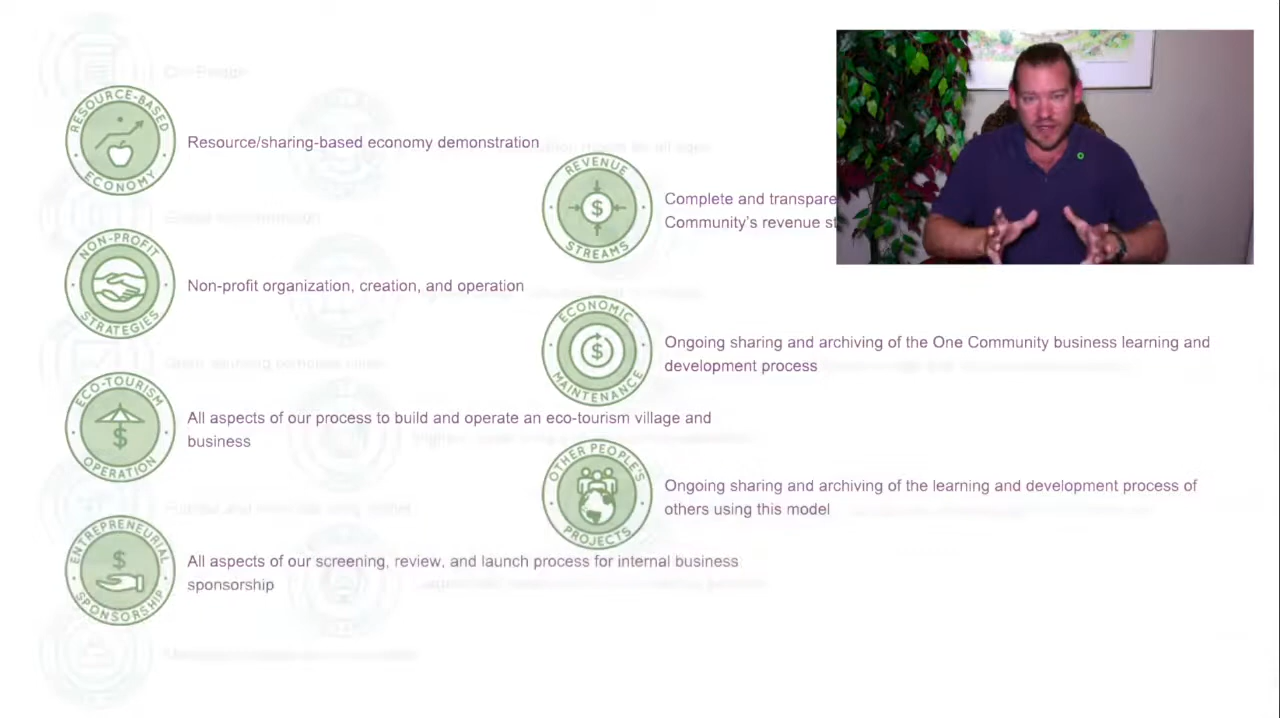 RESOURCE-BASED
ECONOMY
Resource/sharing-based economy demonstration
NON-PROFIT
STRATEGIES
Non-profit organization, creation, and operation
ECO-TOURISM
$
OPERATION
All aspects of our process to build and operate an eco-tourism village and
business
ENTREPRENEURIAL
$
SPONSORSHIP
All aspects of our screening, review, and launch process for internal business
sponsorship
REVENUE
$
STREAMS
Complete and
Community's revenue
ECONOMIC
$
MAINTENANCE
Ongoing sharing and archiving of the One Community business learning and
development process
OTHER PEOPLE'S
PROJECTS
Ongoing sharing and archiving of the learning and development process of
others using this model